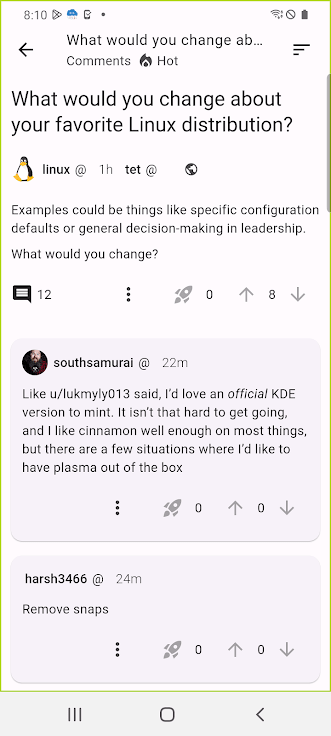 8:10
What would you change ab...
Comments Hot
What would you change about
your favorite Linux distribution?
linux @ 1h tet @
Examples could be things like specific configuration
defaults or general decision-making in leadership.
What would you change?
12 0 8
southsamurai @ 22m
Like u/lukmyly013 said, I'd love an official KDE
version to mint. It isn't that hard to get going,
and I like cinnamon well enough on most things,
but there are a few situations where I'd like to
have plasma out of the box
0 0
harsh3466 @ 24m
Remove snaps
0 0